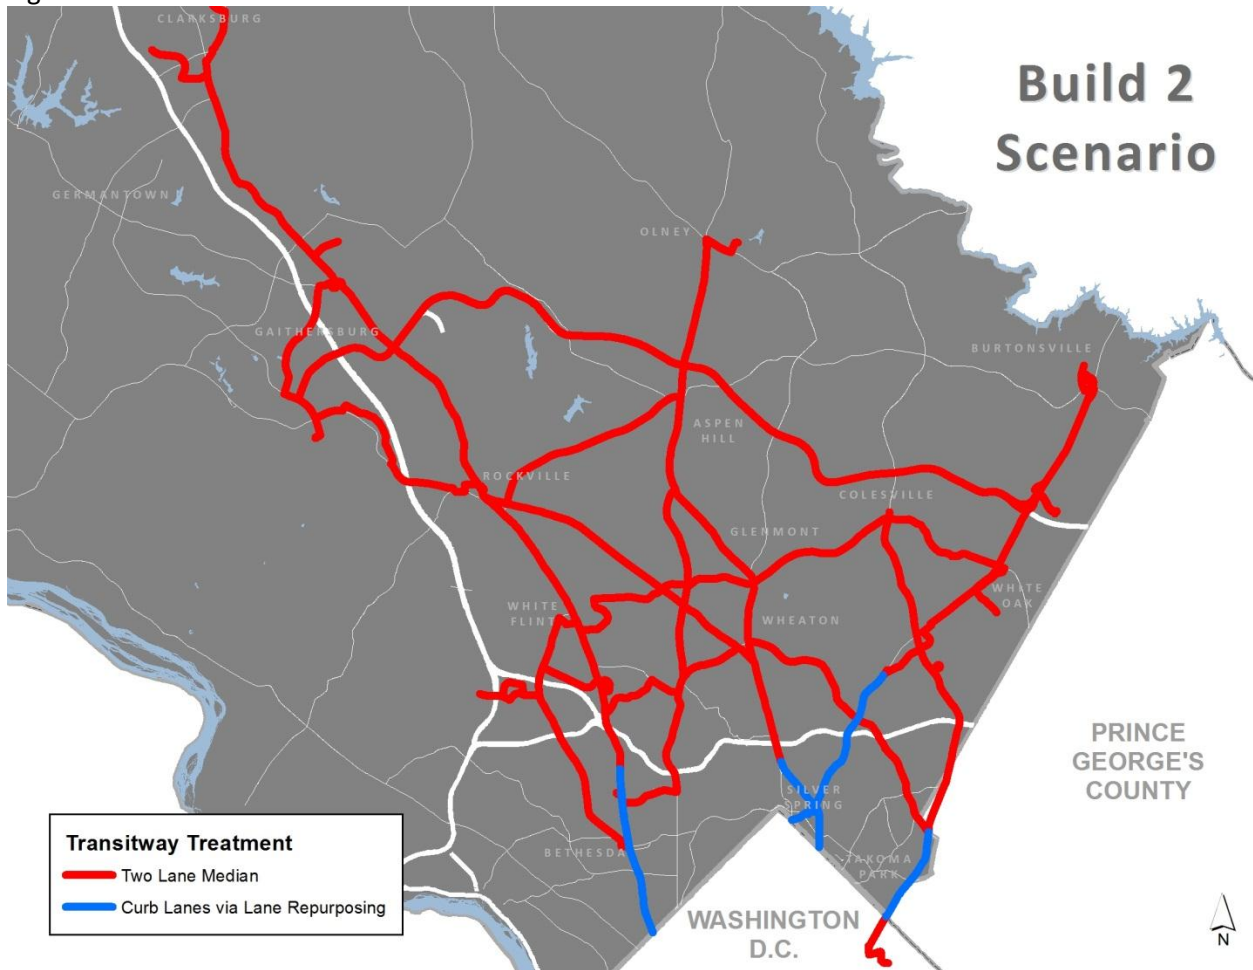 CLARKSBURG
Build 2
Scenario
GERMANTOWN
OLNEY
GAITHERSBURG
BURTONSVILLE
ASPEN
HILL
ROCKVILLE
COLESVILLE
GLENMONT
WHITE
OAK
WHITE
FLINT
WHEATON
PRINCE
GEORGE'S
COUNTY
SILVER
SPRING
Transitway Treatment
Two Lane Median
Curb Lanes via Lane Repurposing
BETHESDA
TAKOMA
PARK
WASHINGTON
D.C.
N